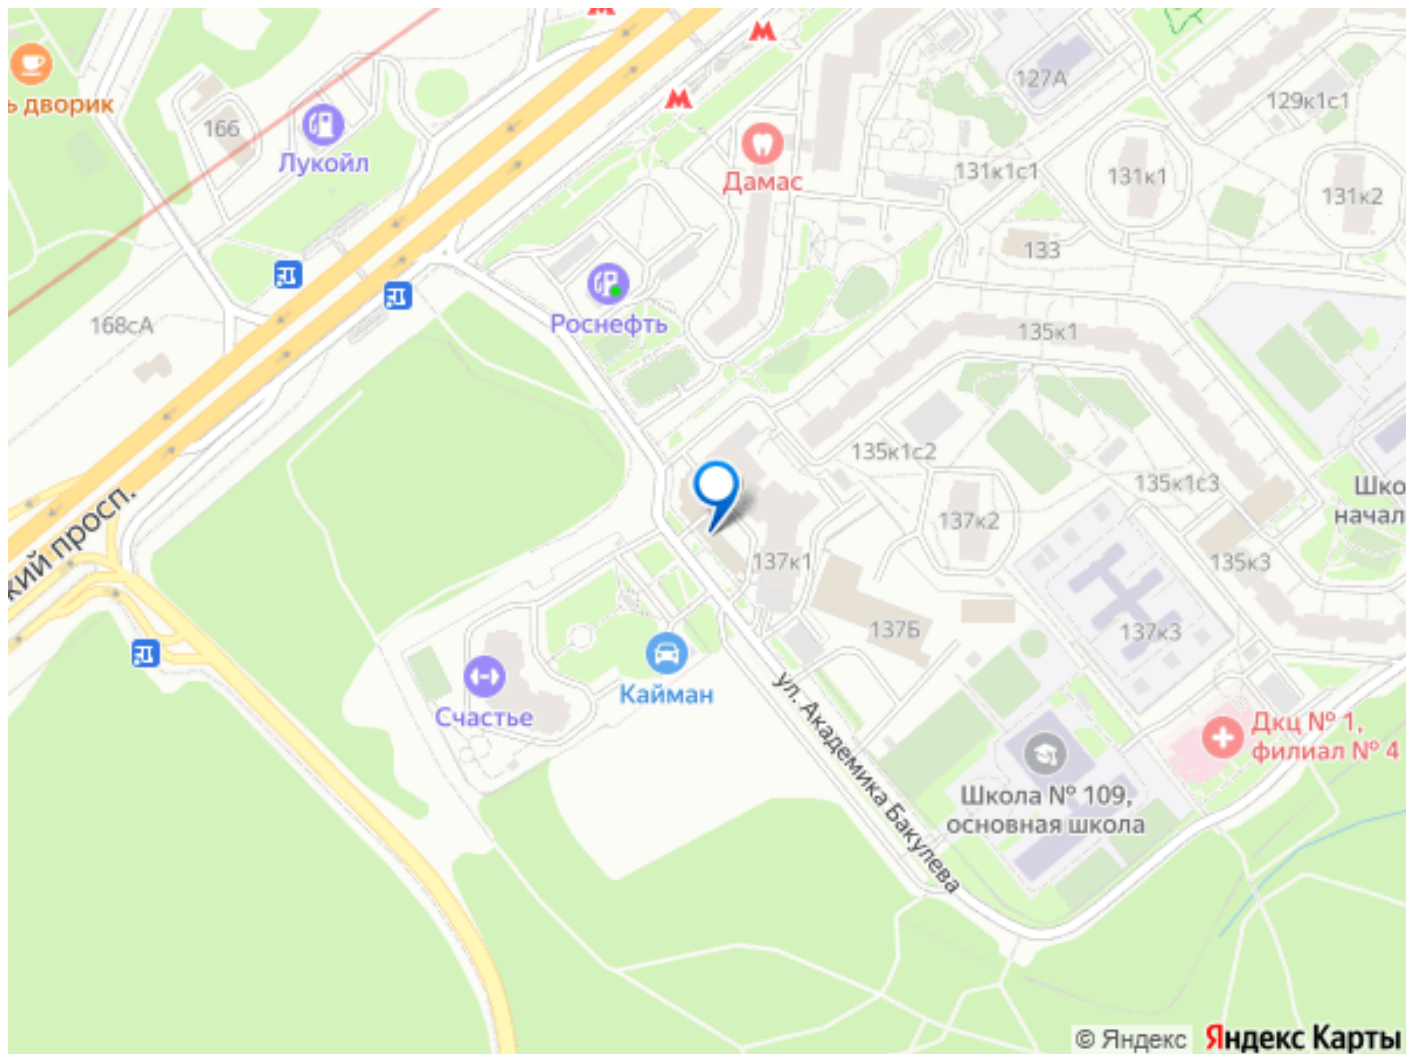 ь дворик
166
Лукойл
127А
129к1с1
Дамас
131к1с1
131к1
131к2
133
168сА
Роснефть
135к1
135к1с2
135к1с3
Шко
начал
кий просп.
137к2
137к1
135к3
137Б
137к3
Кайман
Счастье
ул. Академика Бакулева
Дкц № 1,
филиал № 4
Школа № 109,
основная школа
© Яндекс
Яндекс Карты